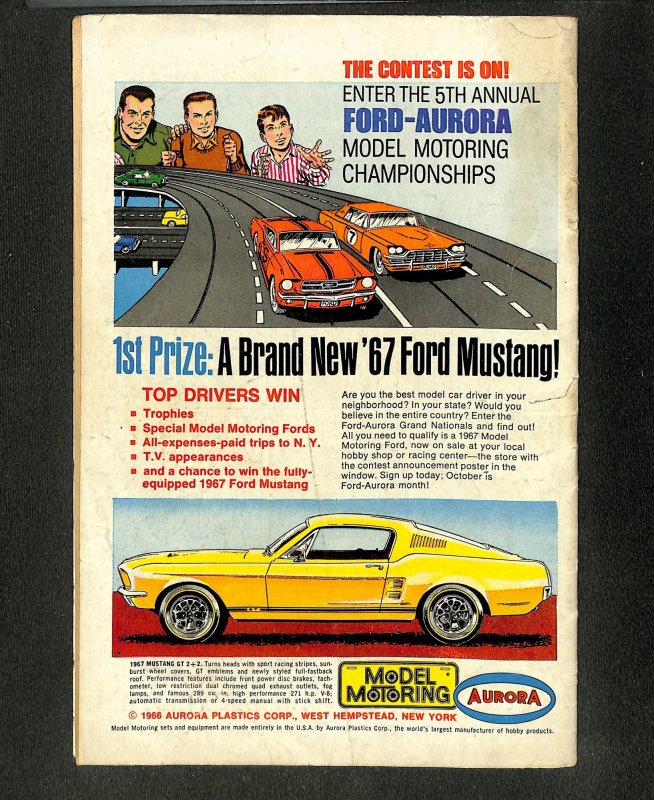 THE CONTEST IS ON!
ENTER THE 5TH ANNUAL
FORD-AURORA
MODEL MOTORING
CHAMPIONSHIPS
7
FORD
1st Prize: A Brand New '67 Ford Mustang!
TOP DRIVERS WIN
Trophies
Special Model Motoring Fords
All-expenses-paid trips to N. Y.
T.V. appearances
and a chance to win the fully-
equipped 1967 Ford Mustang
Are you the best model car driver in your
neighborhood? In your state? Would you
believe in the entire country? Enter the
Ford-Aurora Grand Nationals and find out!
All you need to qualify is a 1967 Model
Motoring Ford, now on sale at your local
hobby shop or racing center—the store with
the contest announcement poster in the
window. Sign up today; October is
Ford-Aurora month!
1967 MUSTANG GT 2+2. Turns heads with sport racing stripes, sun-
burst wheel covers, GT emblems and newly styled full-fastback
roof. Performance features include front power disc brakes, tach-
ometer, low restriction dual chromed quad exhaust outlets, fog
lamps, and famous 289 cu. in. high performance 271 h.p. V-8;
automatic transmission or 4-speed manual with stick shift.
MODEL
MOTORING
AURORA
© 1966 AURORA PLASTICS CORP., WEST HEMPSTEAD, NEW YORK
Model Motoring sets and equipment are made entirely in the U.S.A. by Aurora Plastics Corp., the world's largest manufacturer of hobby products.